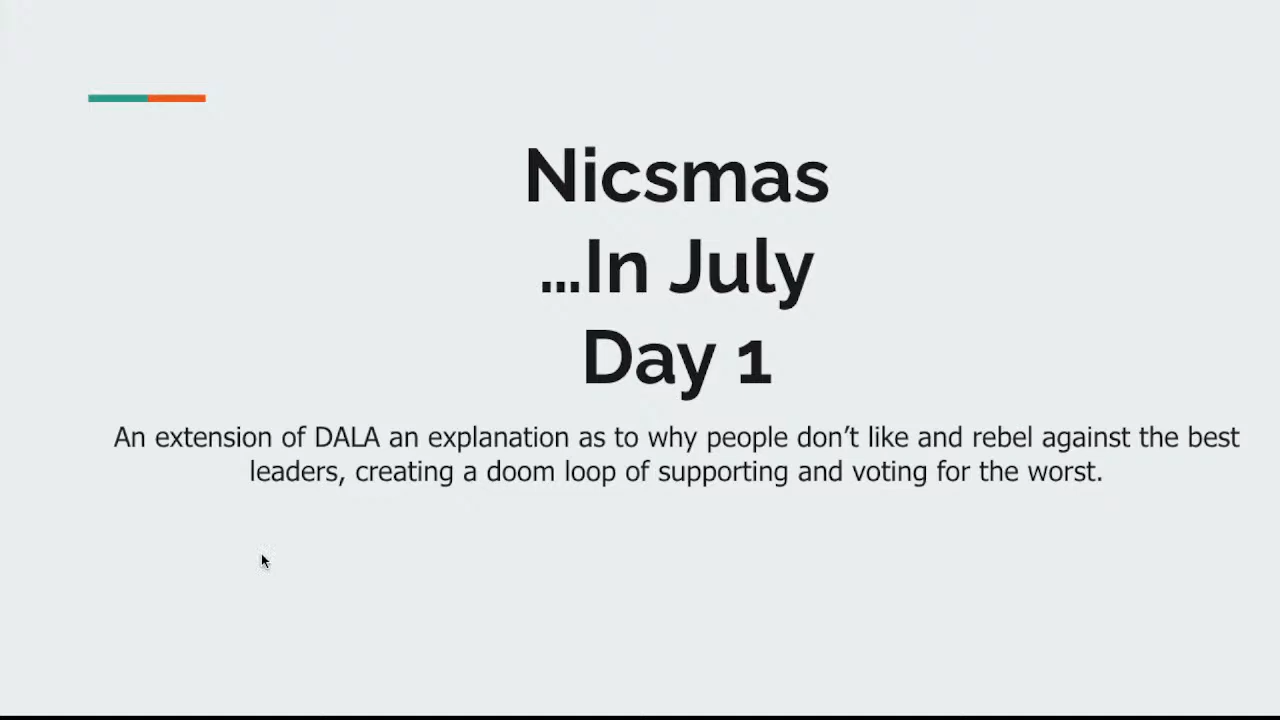 Nicsmas
...In July
Day 1
An extension of DALA an explanation as to why people don’t like and rebel against the best
leaders, creating a doom loop of supporting and voting for the worst.